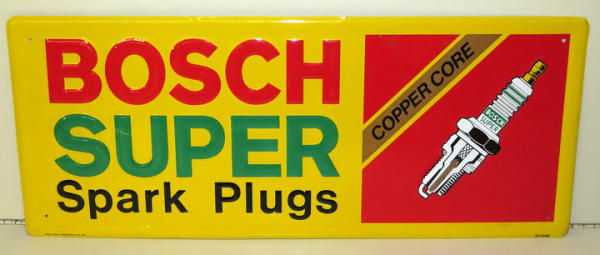 BOSCH
SUPER
Spark Plugs
COPPER CORE
BOSCH
SUPER